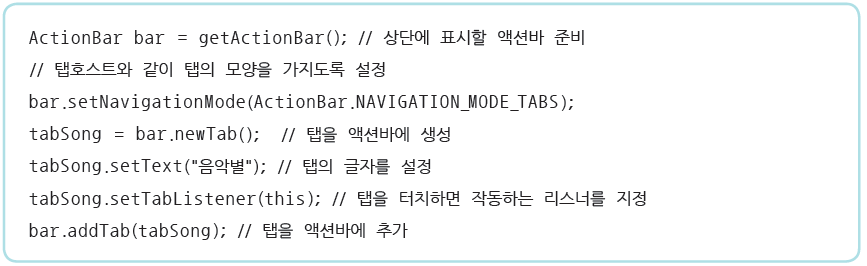 ActionBar bar = getActionBar(); // 상단에 표시할 액션바 준비
// 탭호스트와 같이 탭의 모양을 가지도록 설정
bar.setNavigationMode(ActionBar.NAVIGATION_MODE_TABS);
tabSong = bar.newTab();  // 탭을 액션바에 생성
tabSong.setText("음악별"); // 탭의 글자를 설정
tabSong.setTabListener(this); // 탭을 터치하면 작동하는 리스너를 지정
bar.addTab(tabSong); // 탭을 액션바에 추가